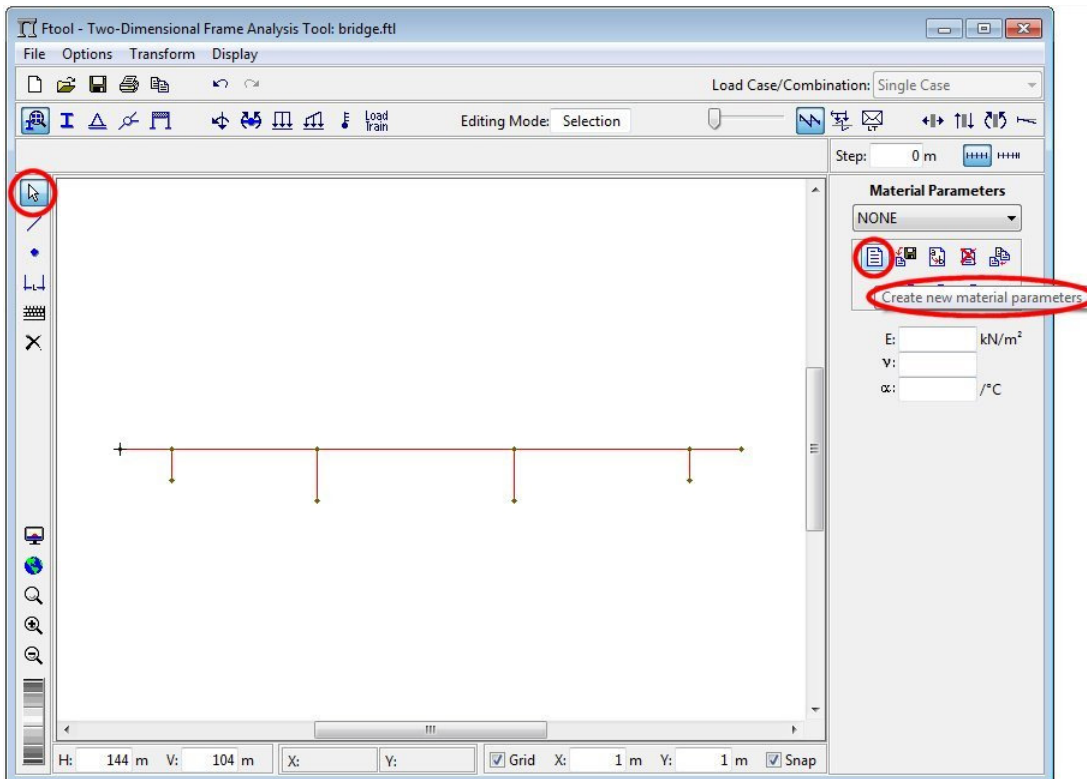 Ftool - Two-Dimensional Frame Analysis Tool: bridge.ftl
File Options Transform Display
Load Case/Combination: Single Case
Load Train
Editing Mode: Selection
LT
Step: 0 m
Material Parameters
NONE
Create new material parameters
E: kN/m²
ν:
α: /°C
H: 144 m V: 104 m X: Y: Grid X: 1 m Y: 1 m Snap